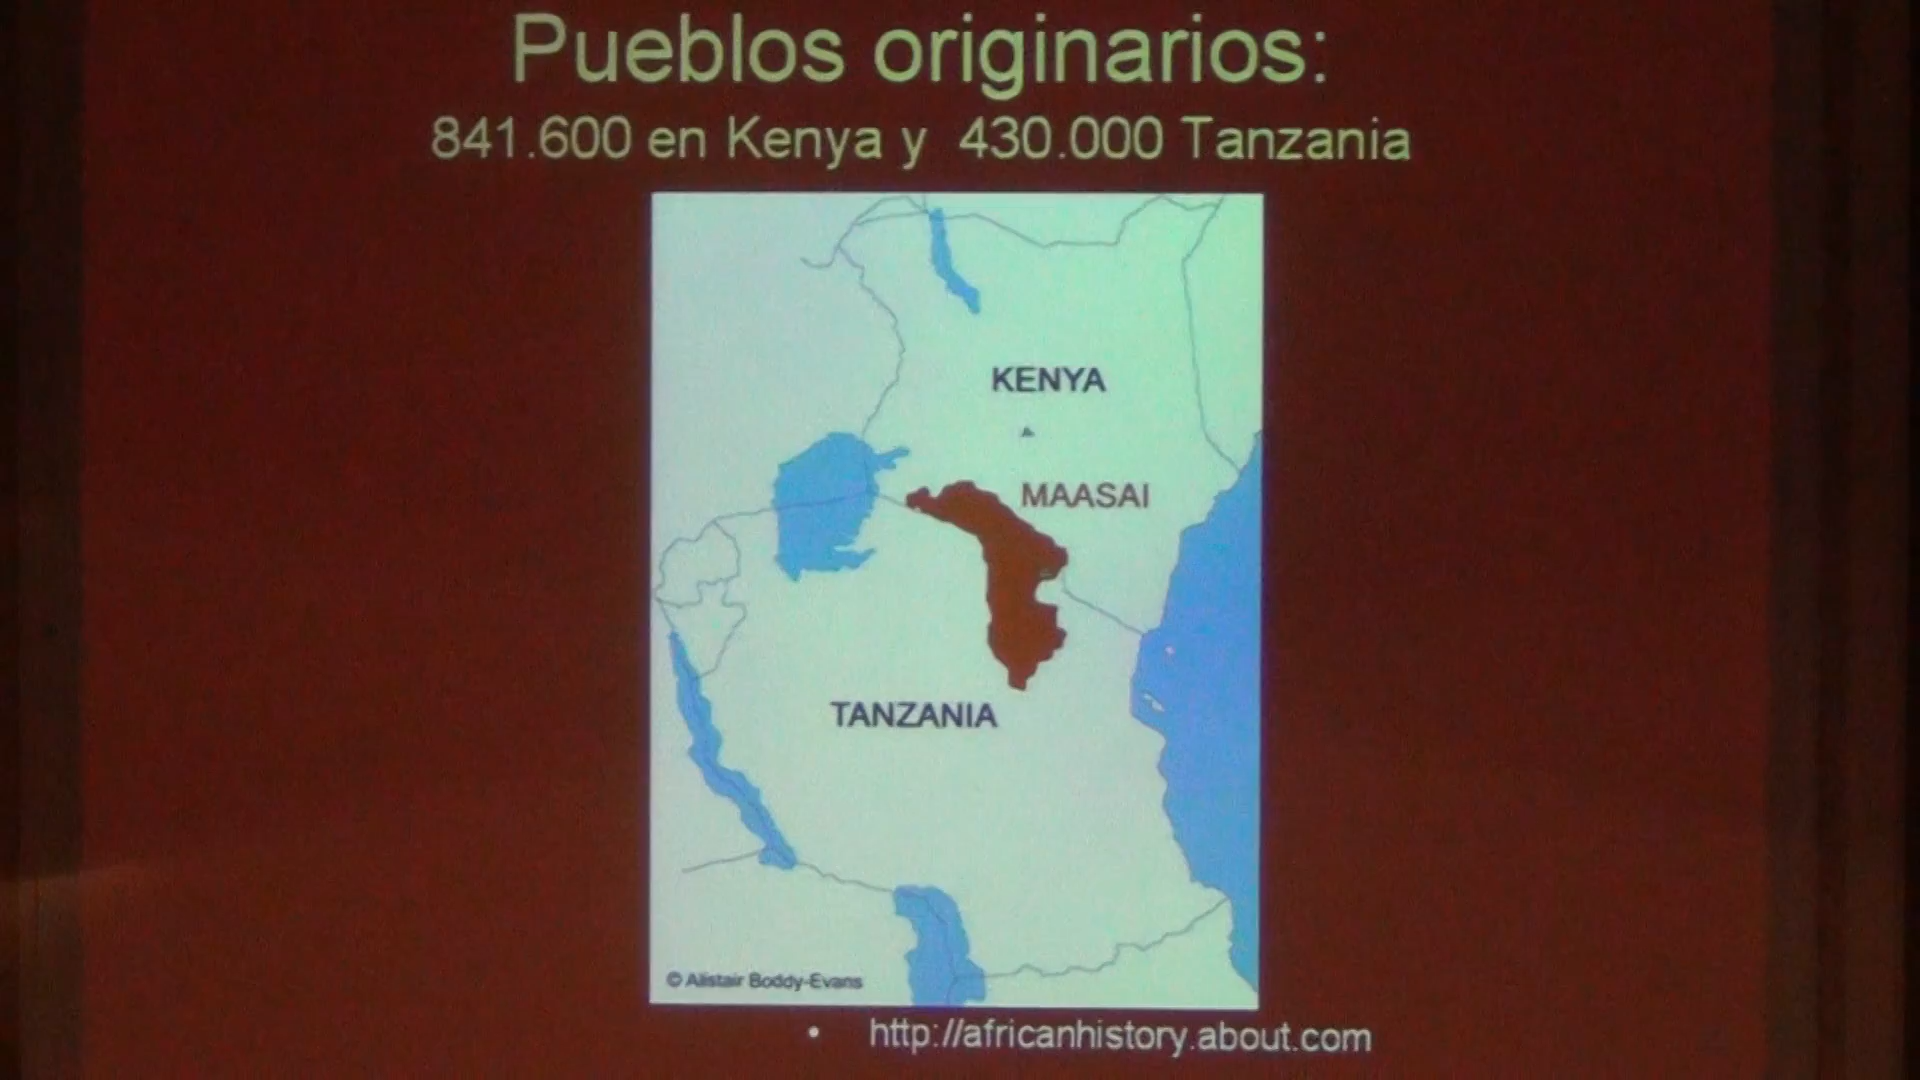 Pueblos originarios:
841.600 en Kenya y 430.000 Tanzania
KENYA
MAASAI
TANZANIA
© Alistair Boddy-Evans
• http://africanhistory.about.com